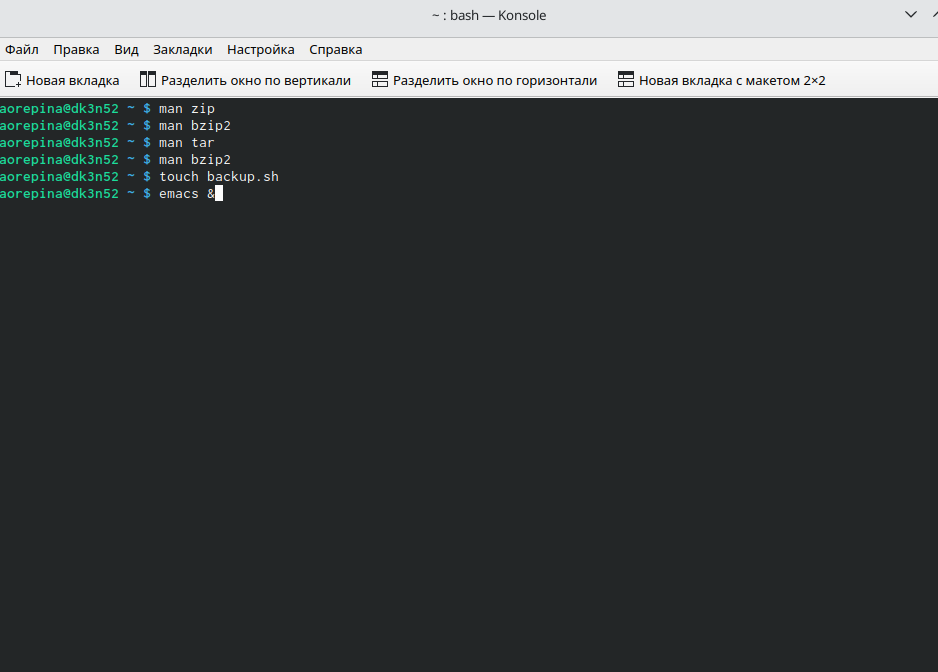 ~ : bash — Konsole
Файл Правка Вид Закладки Настройка Справка
Новая вкладка Разделить окно по вертикали Разделить окно по горизонтали Новая вкладка с макетом 2×2
aorepina@dk3n52 ~ $ man zip
aorepina@dk3n52 ~ $ man bzip2
aorepina@dk3n52 ~ $ man tar
aorepina@dk3n52 ~ $ man bzip2
aorepina@dk3n52 ~ $ touch backup.sh
aorepina@dk3n52 ~ $ emacs &